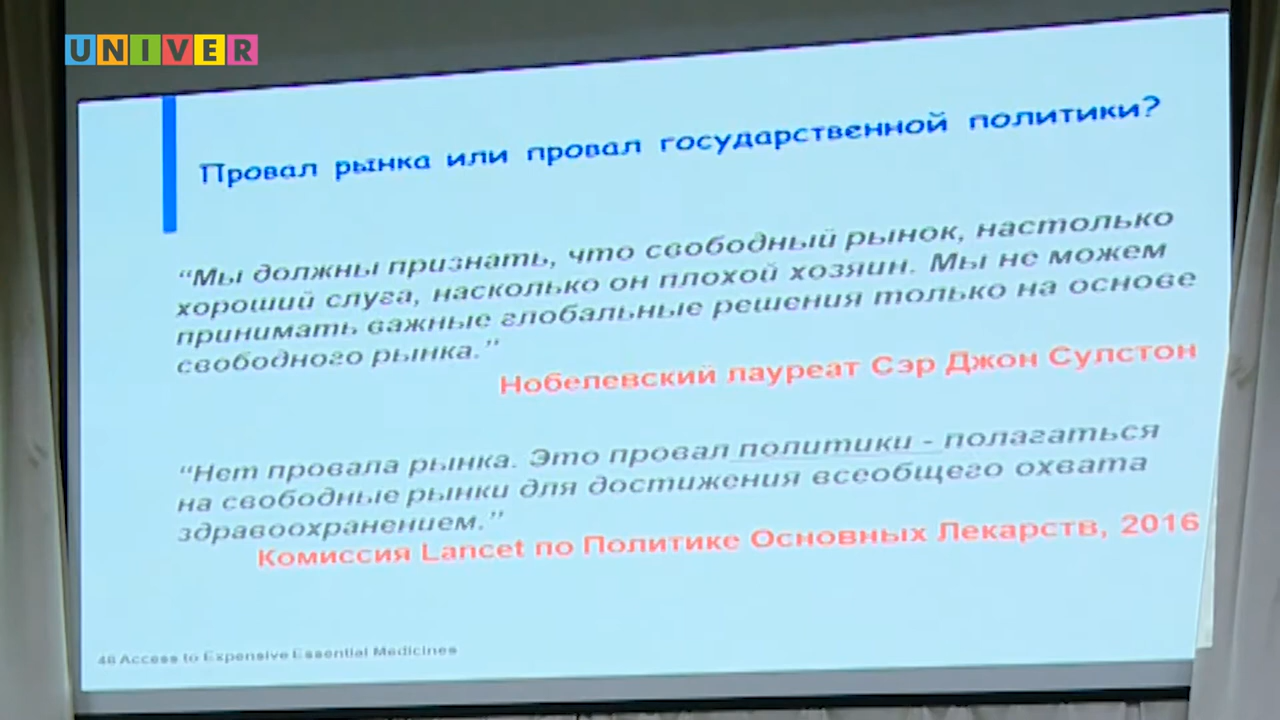 UNIVER
Провал рынка или провал государственной политики?
“Мы должны признать, что свободный рынок, настолько
хороший слуга, насколько он плохой хозяин. Мы не можем
принимать важные глобальные решения только на основе
свободного рынка.”
Нобелевский лауреат Сэр Джон Сулстон
“Нет провала рынка. Это провал политики - полагаться
на свободные рынки для достижения всеобщего охвата
здравоохранением.”
Комиссия Lancet по Политике Основных Лекарств, 2016
48 Access to Expensive Essential Medicines